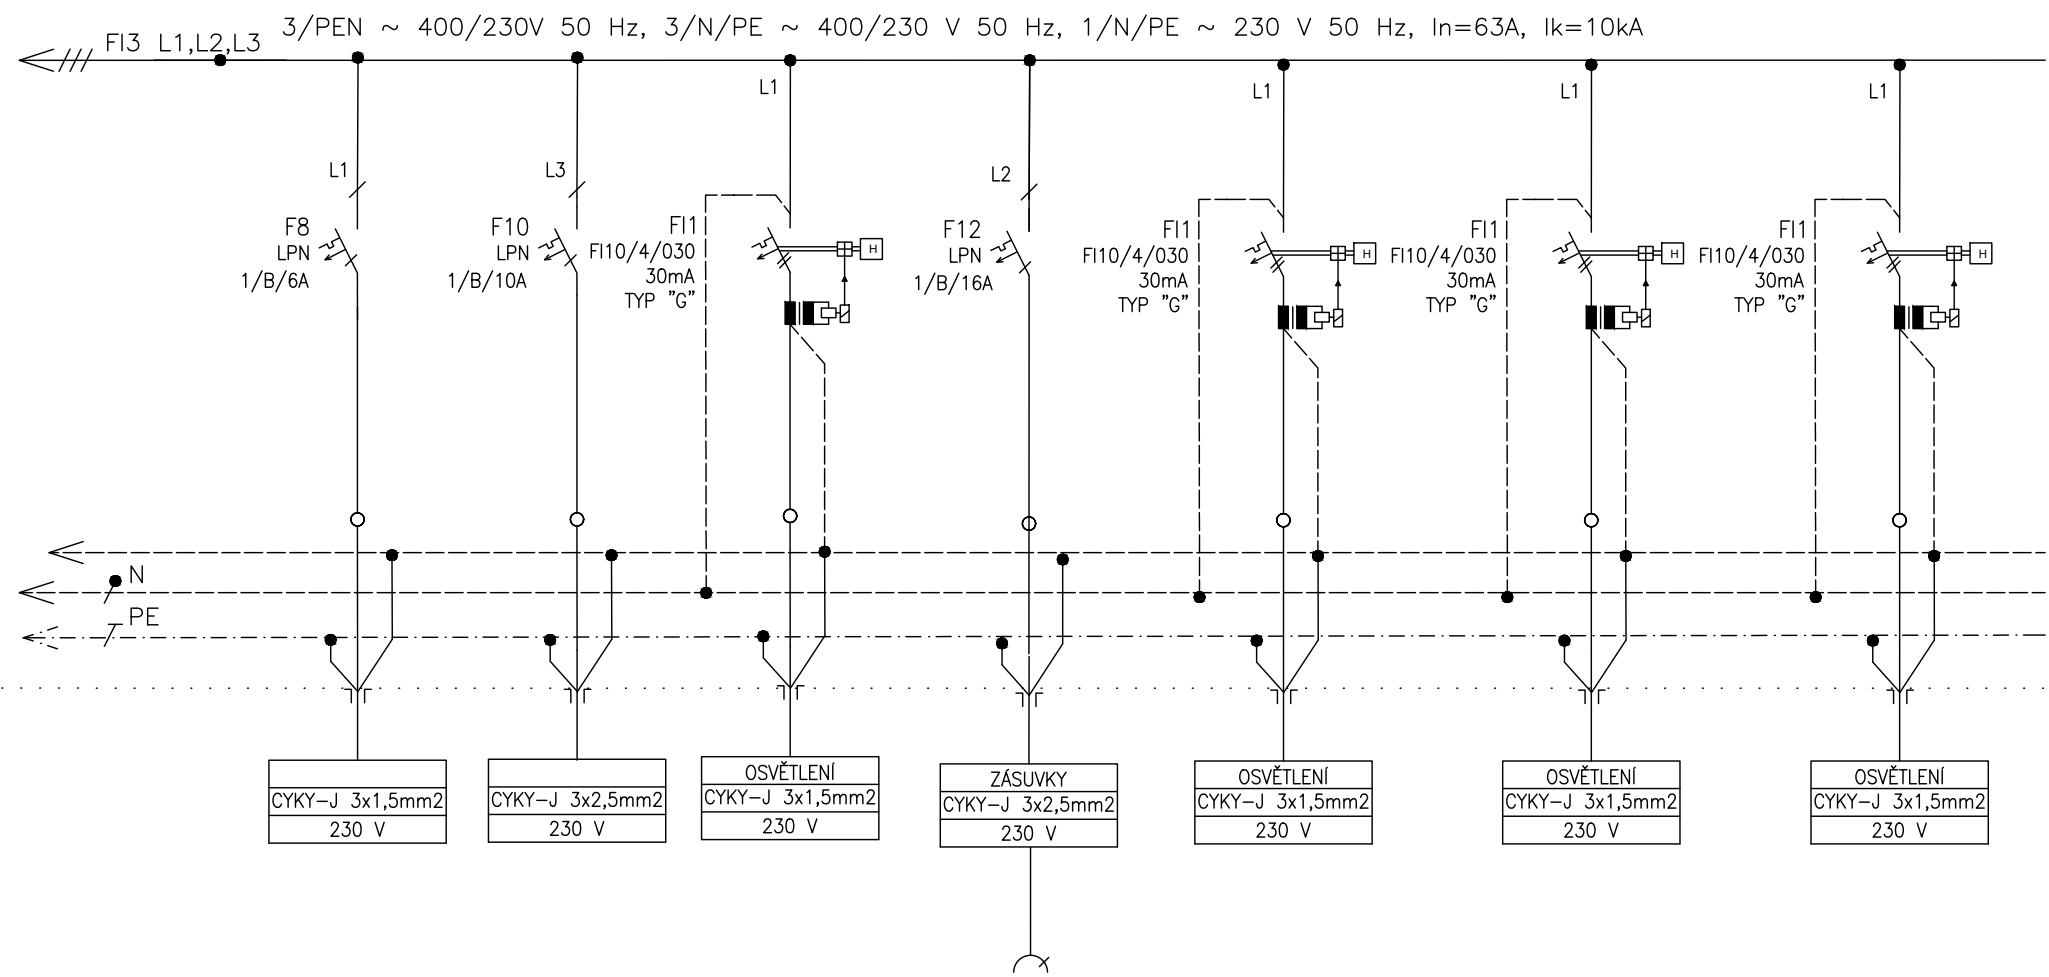 3/PEN ~ 400/230V 50 Hz, 3/N/PE ~ 400/230 V 50 Hz, 1/N/PE ~ 230 V 50 Hz, In=63A, Ik=10kA
FI3 L1,L2,L3
L1
L1
L1
L1
L1
L3
L2
F8
LPN
1/B/6A
F10
LPN
1/B/10A
FI1
FI10/4/030
30mA
TYP "G"
H
F12
LPN
1/B/16A
FI1
FI10/4/030
30mA
TYP "G"
H
FI1
FI10/4/030
30mA
TYP "G"
H
FI1
FI10/4/030
30mA
TYP "G"
H
N
PE
CYKY-J 3x1,5mm2
230 V
CYKY-J 3x2,5mm2
230 V
OSVĚTLENÍ
CYKY-J 3x1,5mm2
230 V
ZÁSUVKY
CYKY-J 3x2,5mm2
230 V
OSVĚTLENÍ
CYKY-J 3x1,5mm2
230 V
OSVĚTLENÍ
CYKY-J 3x1,5mm2
230 V
OSVĚTLENÍ
CYKY-J 3x1,5mm2
230 V